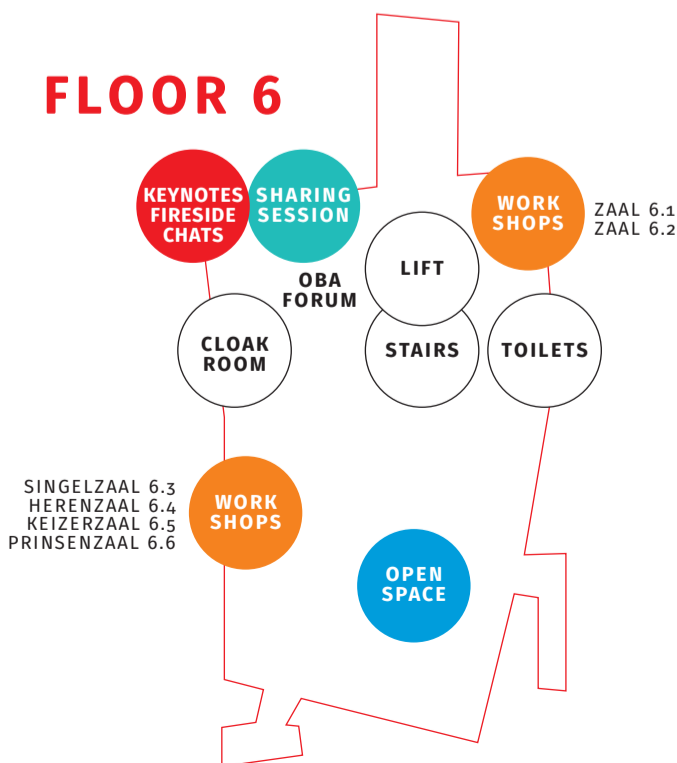 FLOOR 6
KEYNOTES
FIRESIDE
CHATS
SHARING
SESSION
WORK
SHOPS
ZAAL 6.1
ZAAL 6.2
OBA
FORUM
LIFT
CLOAK
ROOM
STAIRS
TOILETS
SINGELZAAL 6.3
HERENZAAL 6.4
KEIZERZAAL 6.5
PRINSENZAAL 6.6
WORK
SHOPS
OPEN
SPACE